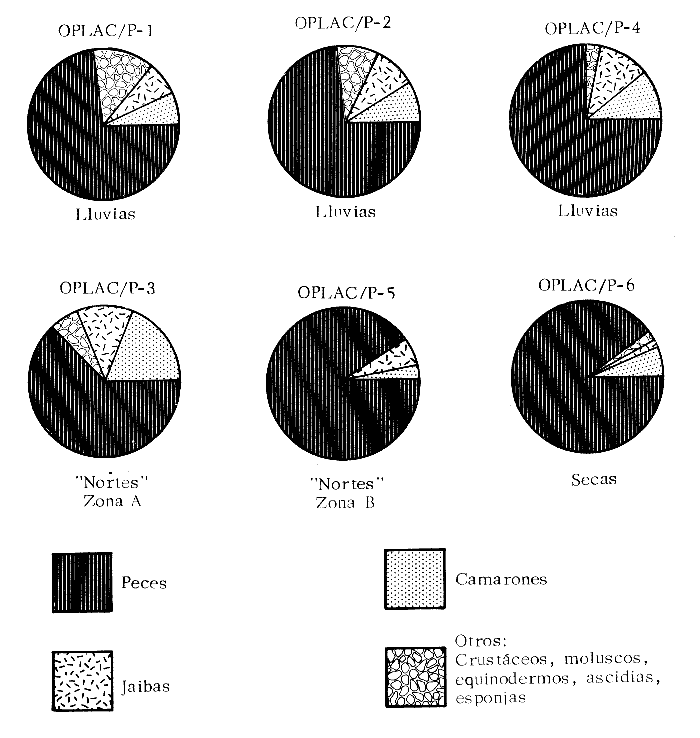 OPLAC/P-1
OPLAC/P-2
OPLAC/P-4
Lluvias
Lluvias
Lluvias
OPLAC/P-3
OPLAC/P-5
OPLAC/P-6
"Nortes"
Zona A
"Nortes"
Zona B
Secas
Peces
Camarones
Jaibas
Otros:
Crustáceos, moluscos,
equinodermos, ascidias,
esponjas